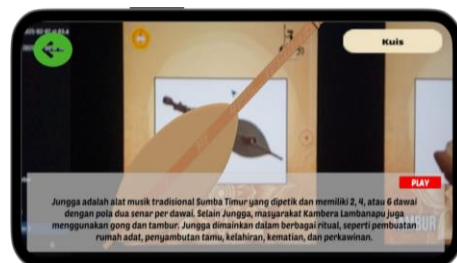 Kuis
PLAY
Jungga adalah alat musik tradisional Sumba Timur yang dipetik dan memiliki 2, 4, atau 6 dawai
dengan pola dua senar per dawai. Selain Jungga, masyarakat Kambera Lambanapu juga
menggunakan gong dan tambur. Jungga dimainkan dalam berbagai ritual, seperti pembuatan
rumah adat, penyambutan tamu, kelahiran, kematian, dan perkawinan.